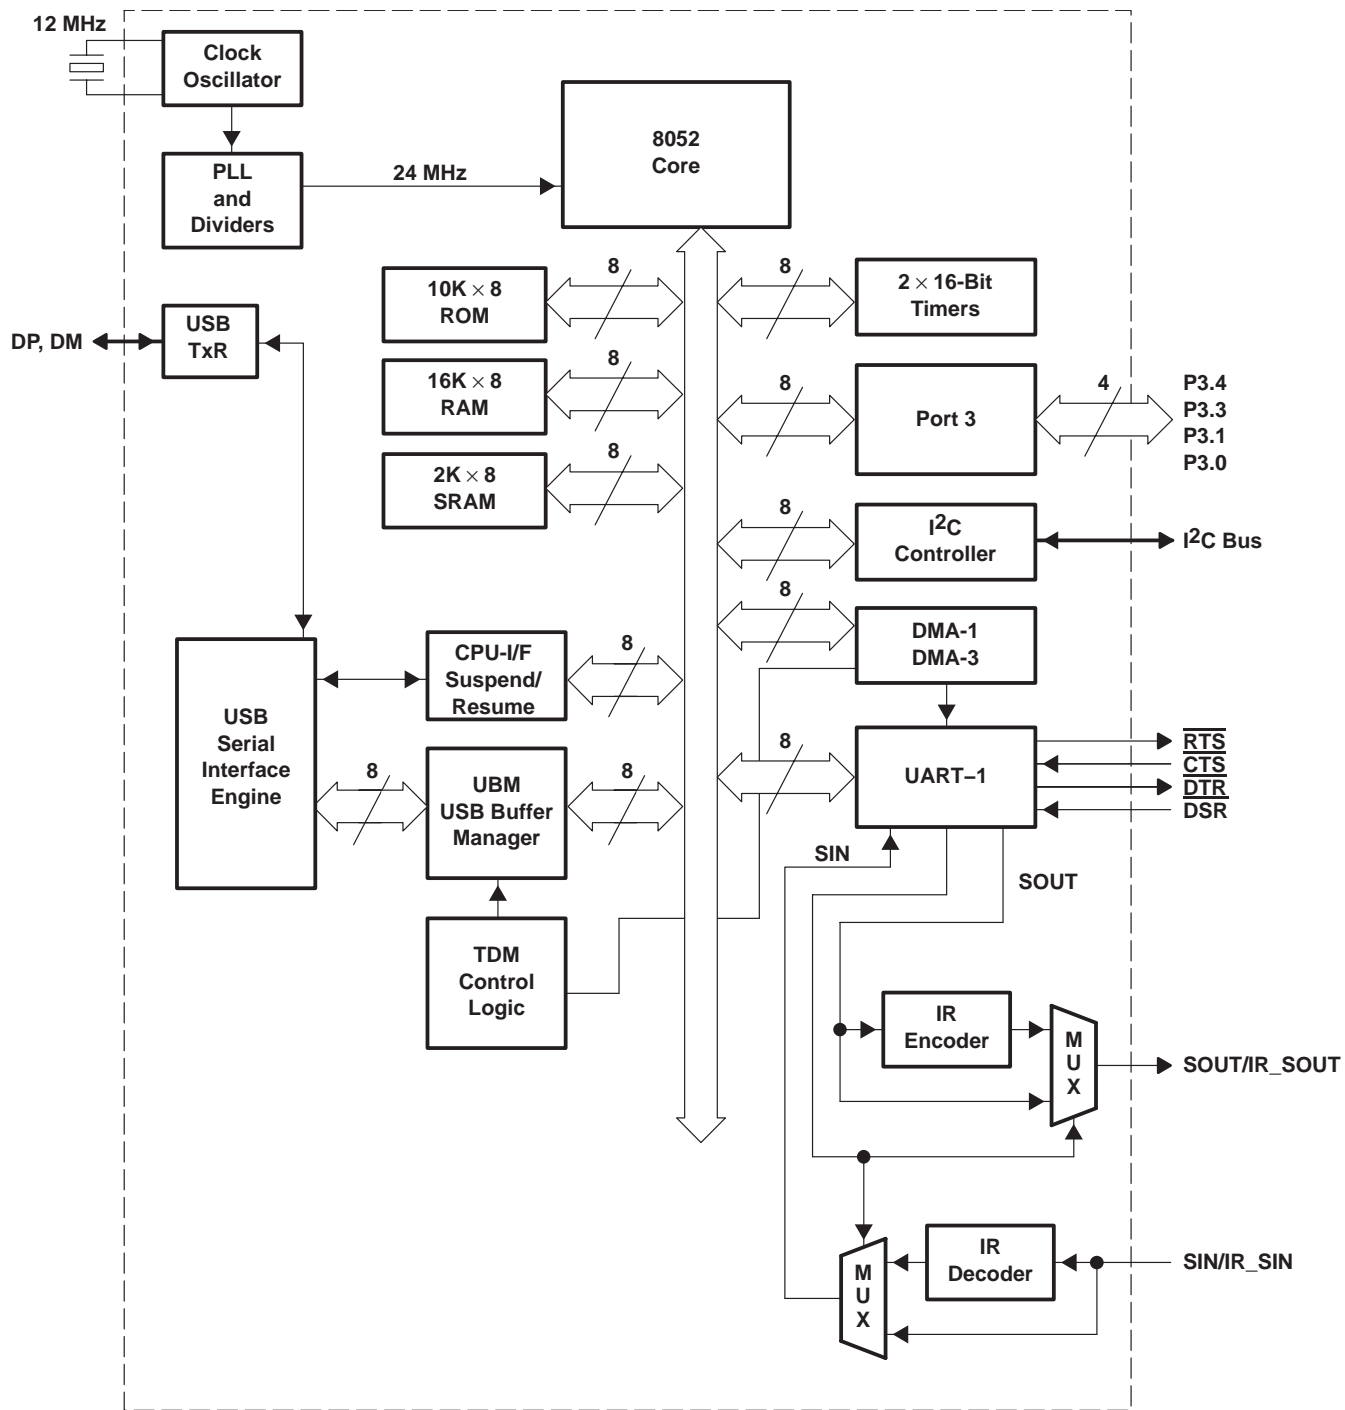 12 MHz
Clock
Oscillator
PLL
and
Dividers
24 MHz
8052
Core
10K × 8
ROM
8
8
2 × 16-Bit
Timers
DP, DM
USB
TxR
16K × 8
RAM
8
8
Port 3
4
P3.4
P3.3
P3.1
P3.0
2K × 8
SRAM
8
8
I2C
Controller
I2C Bus
8
DMA-1
DMA-3
USB
Serial
Interface
Engine
CPU-I/F
Suspend/
Resume
8
8
UBM
USB Buffer
Manager
8
8
UART–1
RTS
CTS
DTR
DSR
SIN
SOUT
TDM
Control
Logic
IR
Encoder
M
U
X
SOUT/IR_SOUT
M
U
X
IR
Decoder
SIN/IR_SIN